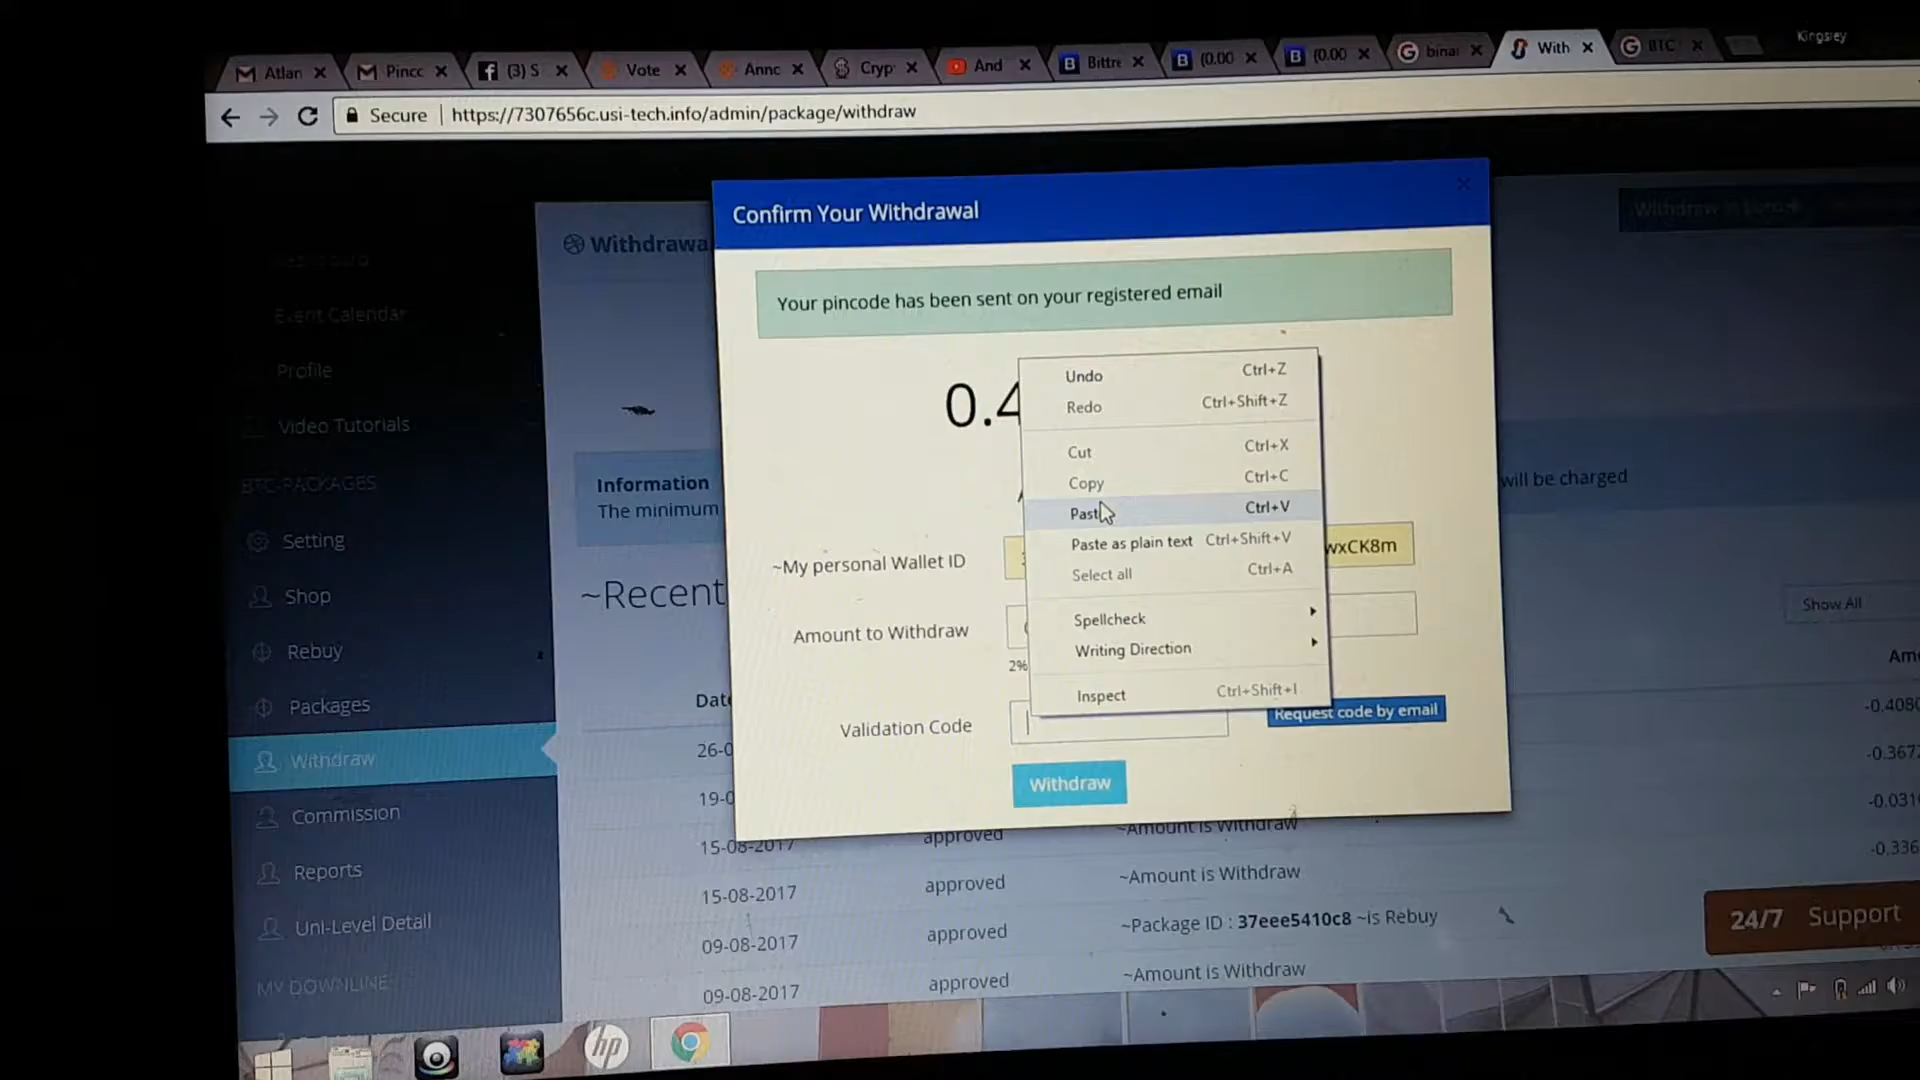 Kingsley
Atlan
Pincc
(3) S
Vote
Annc
Cryp
And
Bittre
(0.00
(0.00
binar
With
BTC
Secure
https://7307656c.usi-tech.info/admin/package/withdraw
Confirm Your Withdrawal
Withdrawa
Your pincode has been sent on your registered email
Event Calendar
Profile
Video Tutorials
BTC-PACKAGES
Setting
Shop
Rebuy
Packages
Withdraw
Commission
Reports
Uni-Level Detail
MY DOWNLINE
0.4
Information
The minimum
will be charged
~Recent
Show All
Undo Ctrl+Z
Redo Ctrl+Shift+Z
Cut Ctrl+X
Copy Ctrl+C
Paste Ctrl+V
Paste as plain text Ctrl+Shift+V
Select all Ctrl+A
Spellcheck
Writing Direction
Inspect Ctrl+Shift+I
~My personal Wallet ID
wxCK8m
Amount to Withdraw
2%
Validation Code
Request code by email
Withdraw
Date
Am
26-0
-0.4080
19-0
-0.367
15-08-2017 approved ~Amount is Withdraw
-0.031
15-08-2017 approved ~Amount is Withdraw
-0.336
09-08-2017 approved ~Package ID : 37eee5410c8 ~is Rebuy
09-08-2017 approved ~Amount is Withdraw
24/7 Support
hp